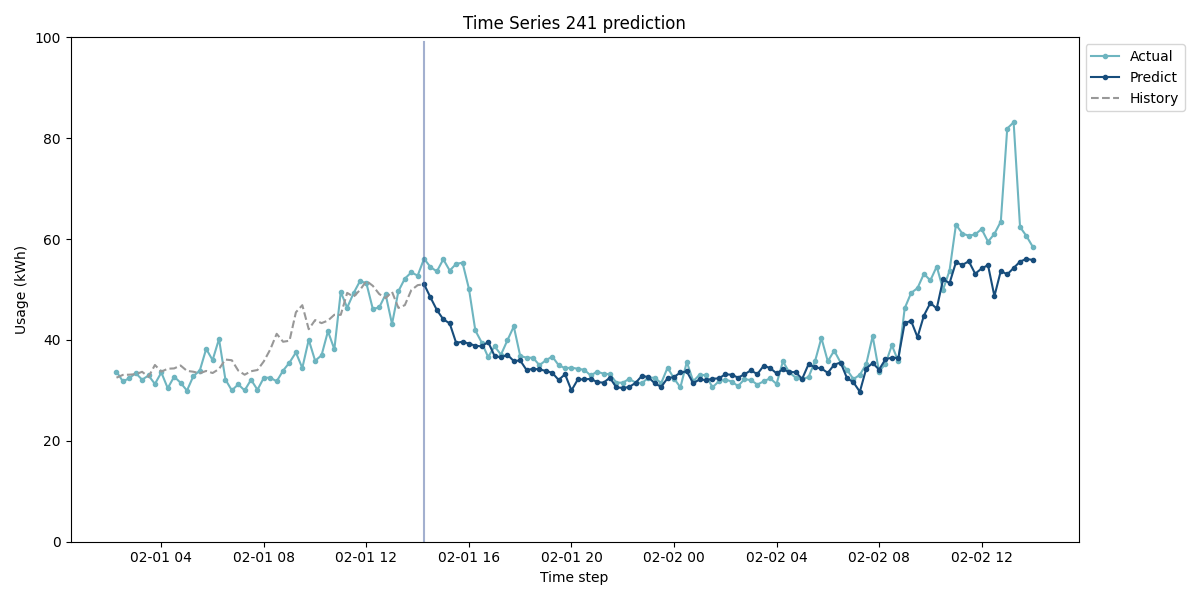 Time Series 241 prediction
Usage (kWh)
100
80
60
40
20
0
02-01 04
02-01 08
02-01 12
02-01 16
02-01 20
02-02 00
02-02 04
02-02 08
02-02 12
Time step
Actual
Predict
History